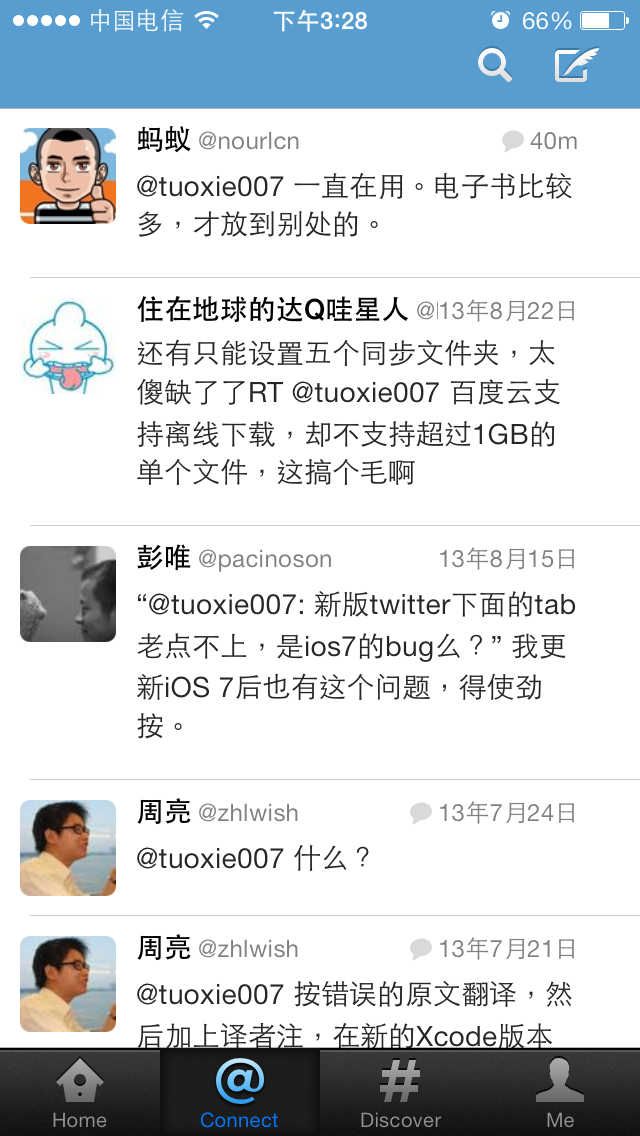 中国电信 下午3:28 66%
蚂蚁 @nourlcn 40m
@tuoxie007 一直在用。电子书比较
多，才放到别处的。
住在地球的达Q哇星人 @ 13年8月22日
还有只能设置五个同步文件夹，太
傻缺了了RT @tuoxie007 百度云支
持离线下载，却不支持超过1GB的
单个文件，这搞个毛啊
彭唯 @pacinoson 13年8月15日
“@tuoxie007: 新版twitter下面的tab
老点不上，是ios7的bug么？” 我更
新iOS 7后也有这个问题，得使劲
按。
周亮 @zhlwish 13年7月24日
@tuoxie007 什么？
周亮 @zhlwish 13年7月21日
@tuoxie007 按错误的原文翻译，然
后加上译者注，在新的Xcode版本
Home Connect Discover Me